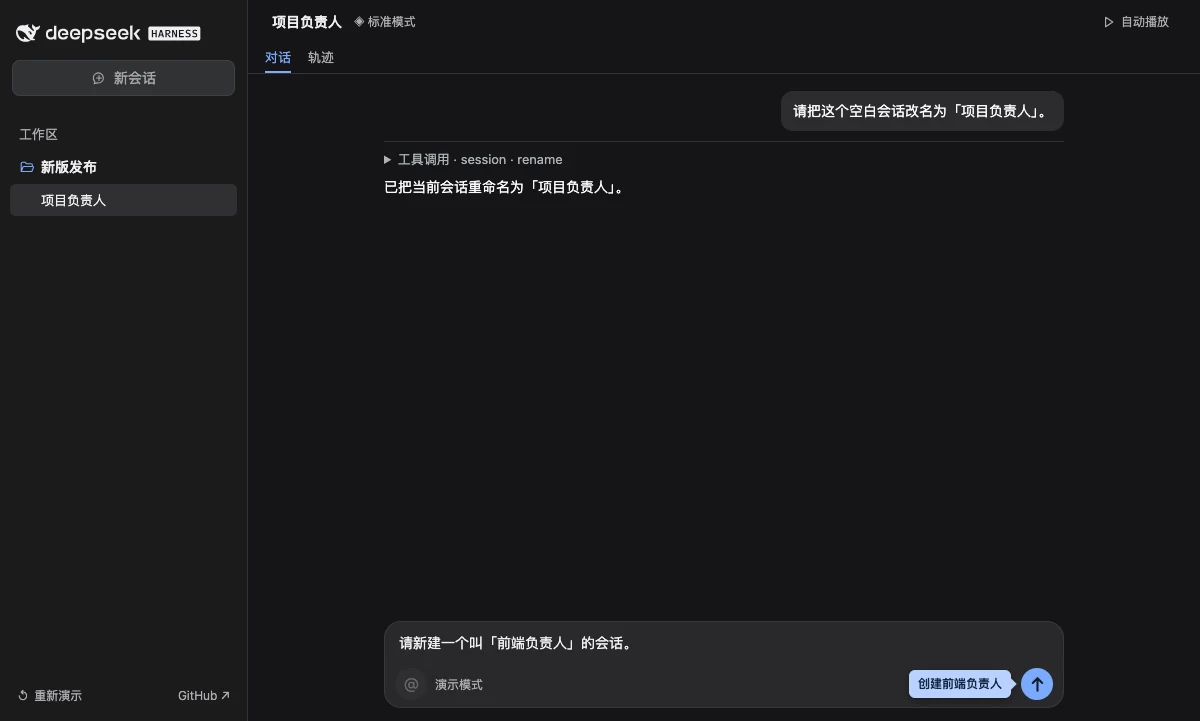 deepseek HARNESS
新会话
工作区
新版发布
项目负责人
重新演示
GitHub ↗
项目负责人 ◈ 标准模式
自动播放
对话 轨迹
请把这个空白会话改名为「项目负责人」。
工具调用 · session · rename
已把当前会话重命名为「项目负责人」。
请新建一个叫「前端负责人」的会话。
@ 演示模式
创建前端负责人